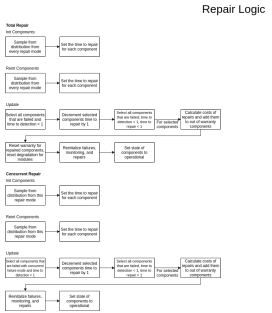 Repair Logic
Total Repair
Init Components
Sample from
distribution from
every repair mode
Set the time to repair
for each component
Reint Components
Sample from
distribution from
every repair mode
Set the time to repair
for each component
Update
Select all components
that are failed and
time to detection = 1
Decrement selected
components time to
repair by 1
Select all components
that are failed, time to
detection = 1, time to
repair < 1
For selected
components
Calculate costs of
repairs and add them
to out of warranty
components
Reset warranty for
repaired components,
reset degradation for
modules
Reinitialize failures,
monitoring, and
repairs
Set state of
components to
operational
Concurrent Repair
Init Components
Sample from
distribution from this
repair mode
Set the time to repair
for each component
Reint Components
Sample from
distribution from this
repair mode
Set the time to repair
for each component
Update
Select all components
that are failed with concurrent
failure mode and time to
detection = 1
Decrement selected
components time to
repair by 1
Select all components
that are failed, time to
detection = 1, time to
repair < 1
For selected
components
Calculate costs of
repairs and add them
to out of warranty
components
Reinitialize failures,
monitoring, and
repairs
Set state of
components to
operational